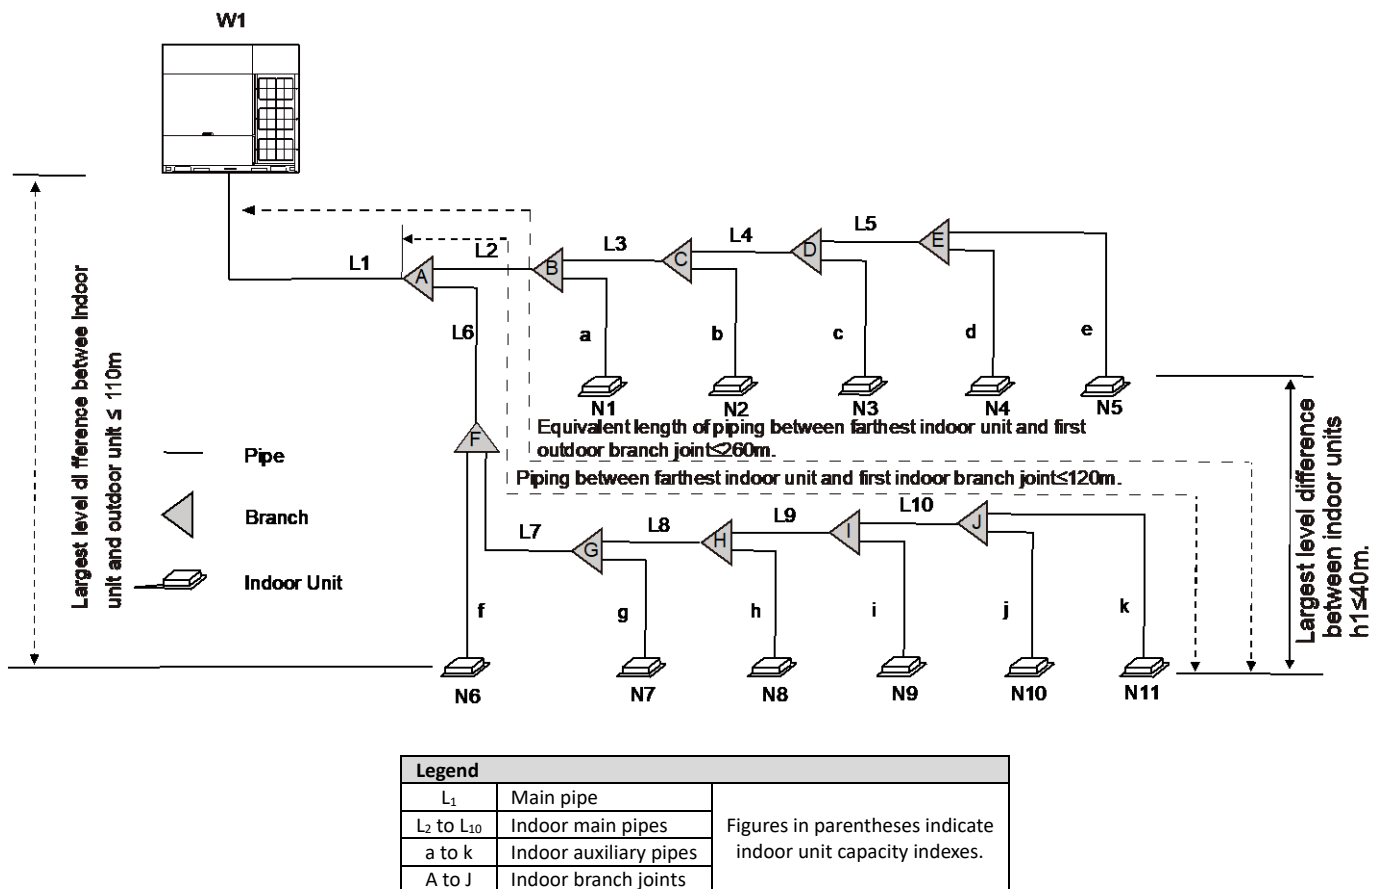 W1
L1
L2
L3
L4
L5
A
B
C
D
E
L6
a
b
c
d
e
N1
N2
N3
N4
N5
Largest level di fference betwee indoor
unit and outdoor unit ≤ 110m
Equivalent length of piping between farthest indoor unit and first
outdoor branch joint≤260m.
Piping between farthest indoor unit and first indoor branch joint≤120m.
Largest level difference
between indoor units
h1≤40m.
Pipe
Branch
Indoor Unit
F
L7
L8
L9
L10
G
H
I
J
f
g
h
i
j
k
N6
N7
N8
N9
N10
N11
Legend
L1 Main pipe
L2 to L10 Indoor main pipes
a to k Indoor auxiliary pipes
A to J Indoor branch joints
Figures in parentheses indicate
indoor unit capacity indexes.